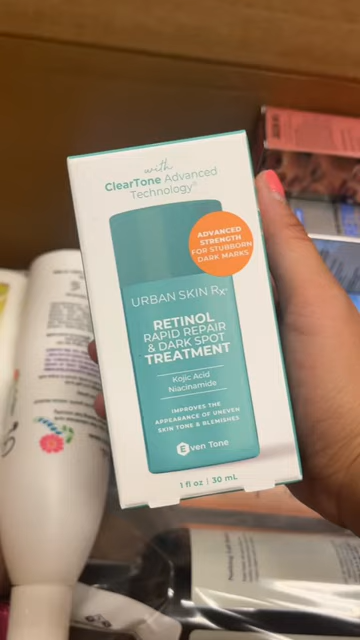 with
ClearTone Advanced
Technology®
ADVANCED
STRENGTH
FOR STUBBORN
DARK MARKS
URBAN SKIN Rx®
RETINOL
RAPID REPAIR
& DARK SPOT
TREATMENT
Kojic Acid
Niacinamide
IMPROVES THE
APPEARANCE OF UNEVEN
SKIN TONE & BLEMISHES
Even Tone
1 fl oz | 30 mL